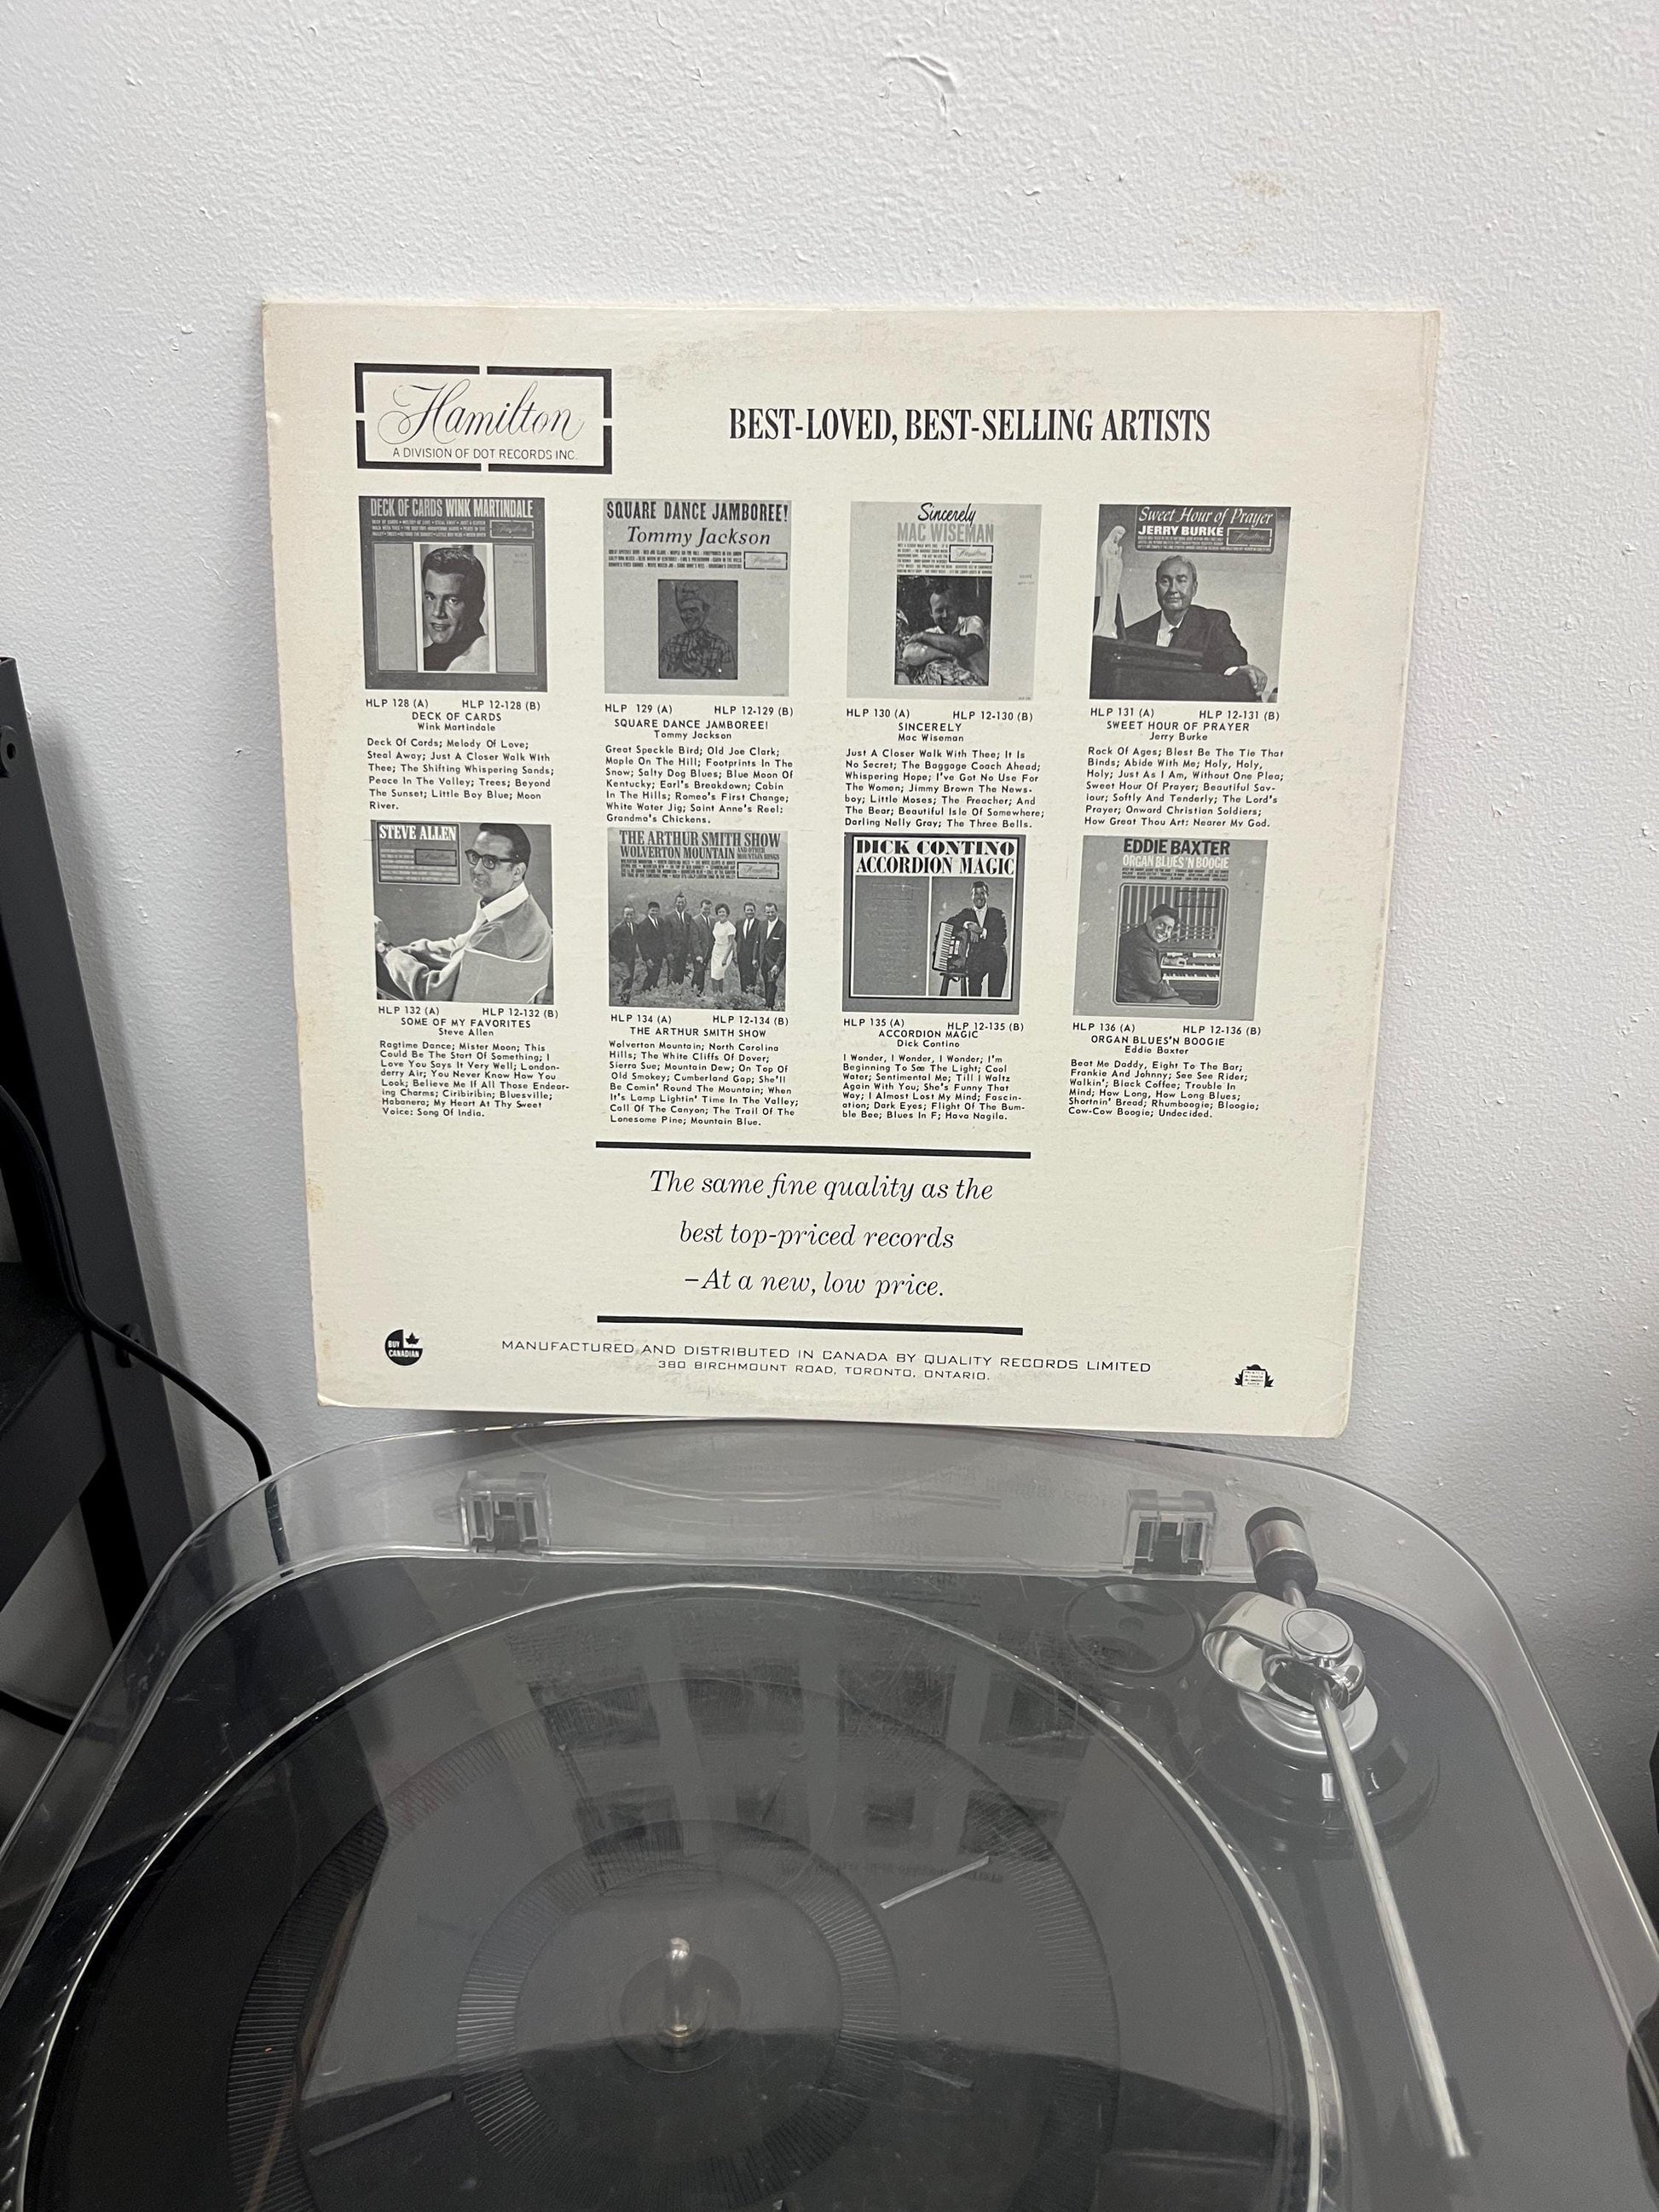 Hamilton
A DIVISION OF DOT RECORDS INC.
BEST-LOVED, BEST-SELLING ARTISTS
DECK OF CARDS WINK MARTINDALE
HLP 128 (A) HLP 12-128 (B)
DECK OF CARDS
Wink Martindale
Deck Of Cards; Melody Of Love;
Steal Away; Just A Closer Walk With
Thee; The Shifting Whispering Sands;
Peace In The Valley; Trees; Beyond
The Sunset; Little Boy Blue; Moon
River.
SQUARE DANCE JAMBOREE!
Tommy Jackson
HLP 129 (A) HLP 12-129 (B)
SQUARE DANCE JAMBOREE!
Tommy Jackson
Great Speckle Bird; Old Joe Clark;
Maple On The Hill; Footprints In The
Snow; Salty Dog Blues; Blue Moon Of
Kentucky; Earl's Breakdown; Cabin
In The Hills; Romeo's First Change;
White Water Jig; Saint Anne's Reel;
Grandma's Chickens.
Sincerely
MAC WISEMAN
Hamilton
HLP 130 (A) HLP 12-130 (B)
SINCERELY
Mac Wiseman
Just A Closer Walk With Thee; It Is
No Secret; The Baggage Coach Ahead;
Whispering Hope; I've Got No Use For
The Women; Jimmy Brown The News-
boy; Little Moses; The Preacher; And
The Bear; Beautiful Isle Of Somewhere;
Darling Nelly Gray; The Three Bells.
Sweet Hour of Prayer
JERRY BURKE
HLP 131 (A) HLP 12-131 (B)
SWEET HOUR OF PRAYER
Jerry Burke
Rock Of Ages; Blest Be The Tie That
Binds; Abide With Me; Holy, Holy,
Holy; Just As I Am, Without One Plea;
Sweet Hour Of Prayer; Beautiful Sav-
iour; Softly And Tenderly; The Lord's
Prayer; Onward Christian Soldiers;
How Great Thou Art; Nearer My God.
STEVE ALLEN
HLP 132 (A) HLP 12-132 (B)
SOME OF MY FAVORITES
Steve Allen
Ragtime Dance; Mister Moon; This
Could Be The Start Of Something; I
Love You Says It Very Well; London-
derry Air; You Never Know How You
Look; Believe Me If All Those Endear-
ing Charms; Ciribiribin; Bluesville;
Habanera; My Heart At Thy Sweet
Voice; Song Of India.
THE ARTHUR SMITH SHOW
WOLVERTON MOUNTAIN AND OTHER MOUNTAIN SONGS
HLP 134 (A) HLP 12-134 (B)
THE ARTHUR SMITH SHOW
Wolverton Mountain; North Carolina
Hills; The White Cliffs Of Dover;
Sierra Sue; Mountain Dew; On Top Of
Old Smokey; Cumberland Gap; She'll
Be Comin' Round The Mountain; When
It's Lamp Lightin' Time In The Valley;
Call Of The Canyon; The Trail Of The
Lonesome Pine; Mountain Blue.
DICK CONTINO
ACCORDION MAGIC
HLP 135 (A) HLP 12-135 (B)
ACCORDION MAGIC
Dick Contino
I Wonder, I Wonder, I Wonder; I'm
Beginning To See The Light; Cool
Water; Sentimental Me; Till I Waltz
Again With You; She's Funny That
Way; I Almost Lost My Mind; Fascin-
ation; Dark Eyes; Flight Of The Bum-
ble Bee; Blues In F; Hava Nagila.
EDDIE BAXTER
ORGAN BLUES 'N BOOGIE
HLP 136 (A) HLP 12-136 (B)
ORGAN BLUES'N BOOGIE
Eddie Baxter
Beat Me Daddy, Eight To The Bar;
Frankie And Johnny; See See Rider;
Walkin'; Black Coffee; Trouble In
Mind; How Long, How Long Blues;
Shortnin' Bread; Rhumboogie; Bloogie;
Cow-Cow Boogie; Undecided.
The same fine quality as the
best top-priced records
–At a new, low price.
BUY
CANADIAN
MANUFACTURED AND DISTRIBUTED IN CANADA BY QUALITY RECORDS LIMITED
380 BIRCHMOUNT ROAD, TORONTO, ONTARIO.